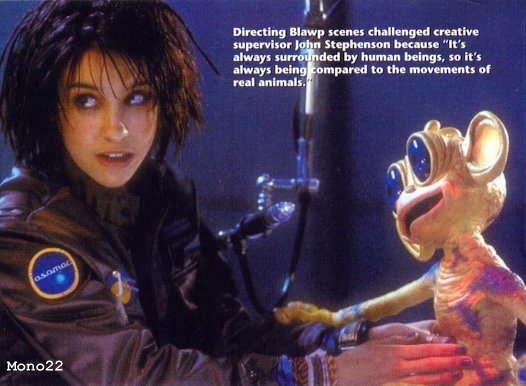 Directing Blawp scenes challenged creative
supervisor John Stephenson because "It's
always surrounded by human beings, so it's
always being compared to the movements of
real animals."
a.s.o.m.a.c.
Mono22